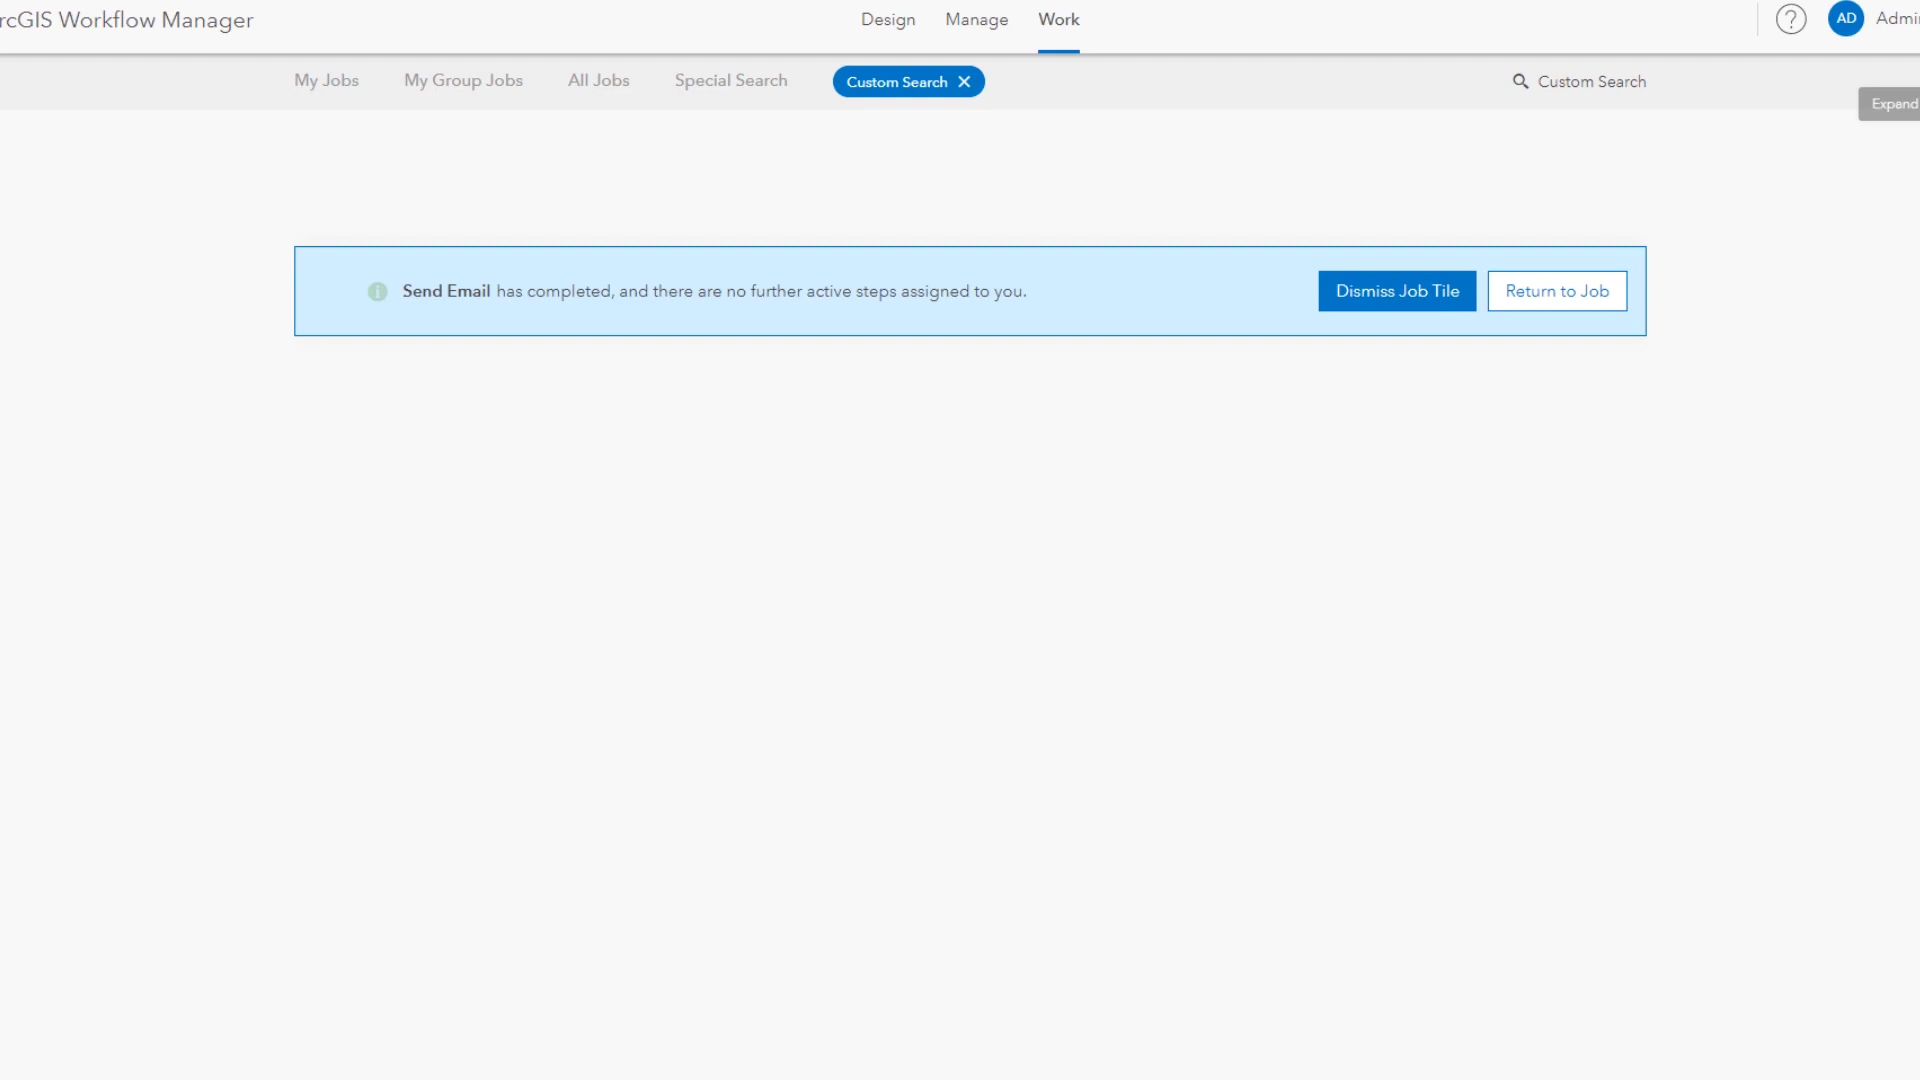 rcGIS Workflow Manager
Design Manage Work
? AD Admi
My Jobs My Group Jobs All Jobs Special Search Custom Search Custom Search
Expand
Send Email has completed, and there are no further active steps assigned to you. Dismiss Job Tile Return to Job